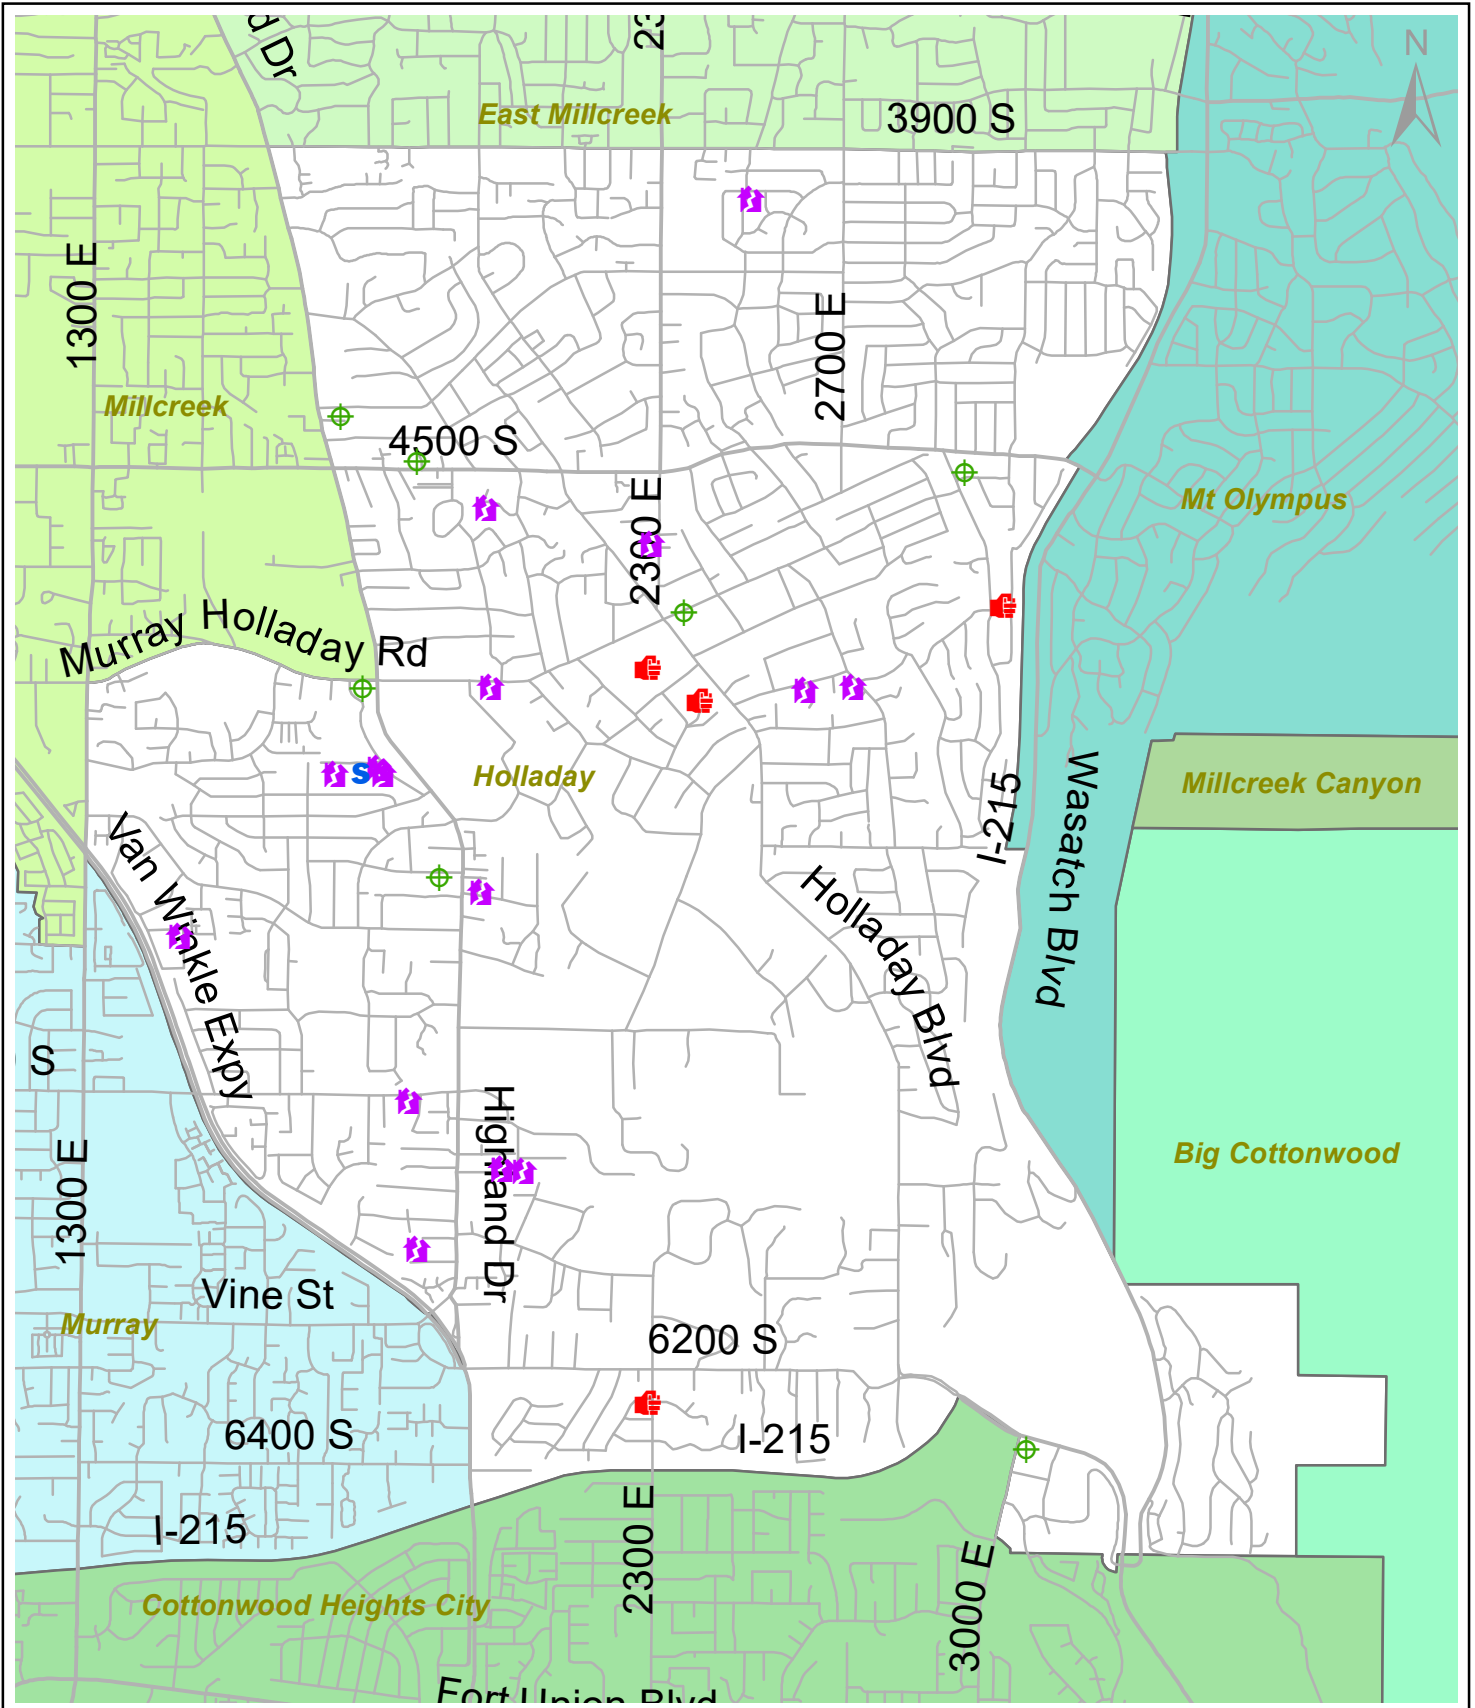 d Dr
23
N
East Millcreek
3900 S
1300 E
2700 E
Millcreek
4500 S
Mt Olympus
2300 E
Murray Holladay Rd
Holladay
S
Millcreek Canyon
I-215
Wasatch Blvd
Van Winkle Expy
Holladay Blvd
S
Highland Dr
1300 E
Big Cottonwood
Vine St
Murray
6200 S
6400 S
I-215
I-215
2300 E
3000 E
Cottonwood Heights City
Fort Union Blvd